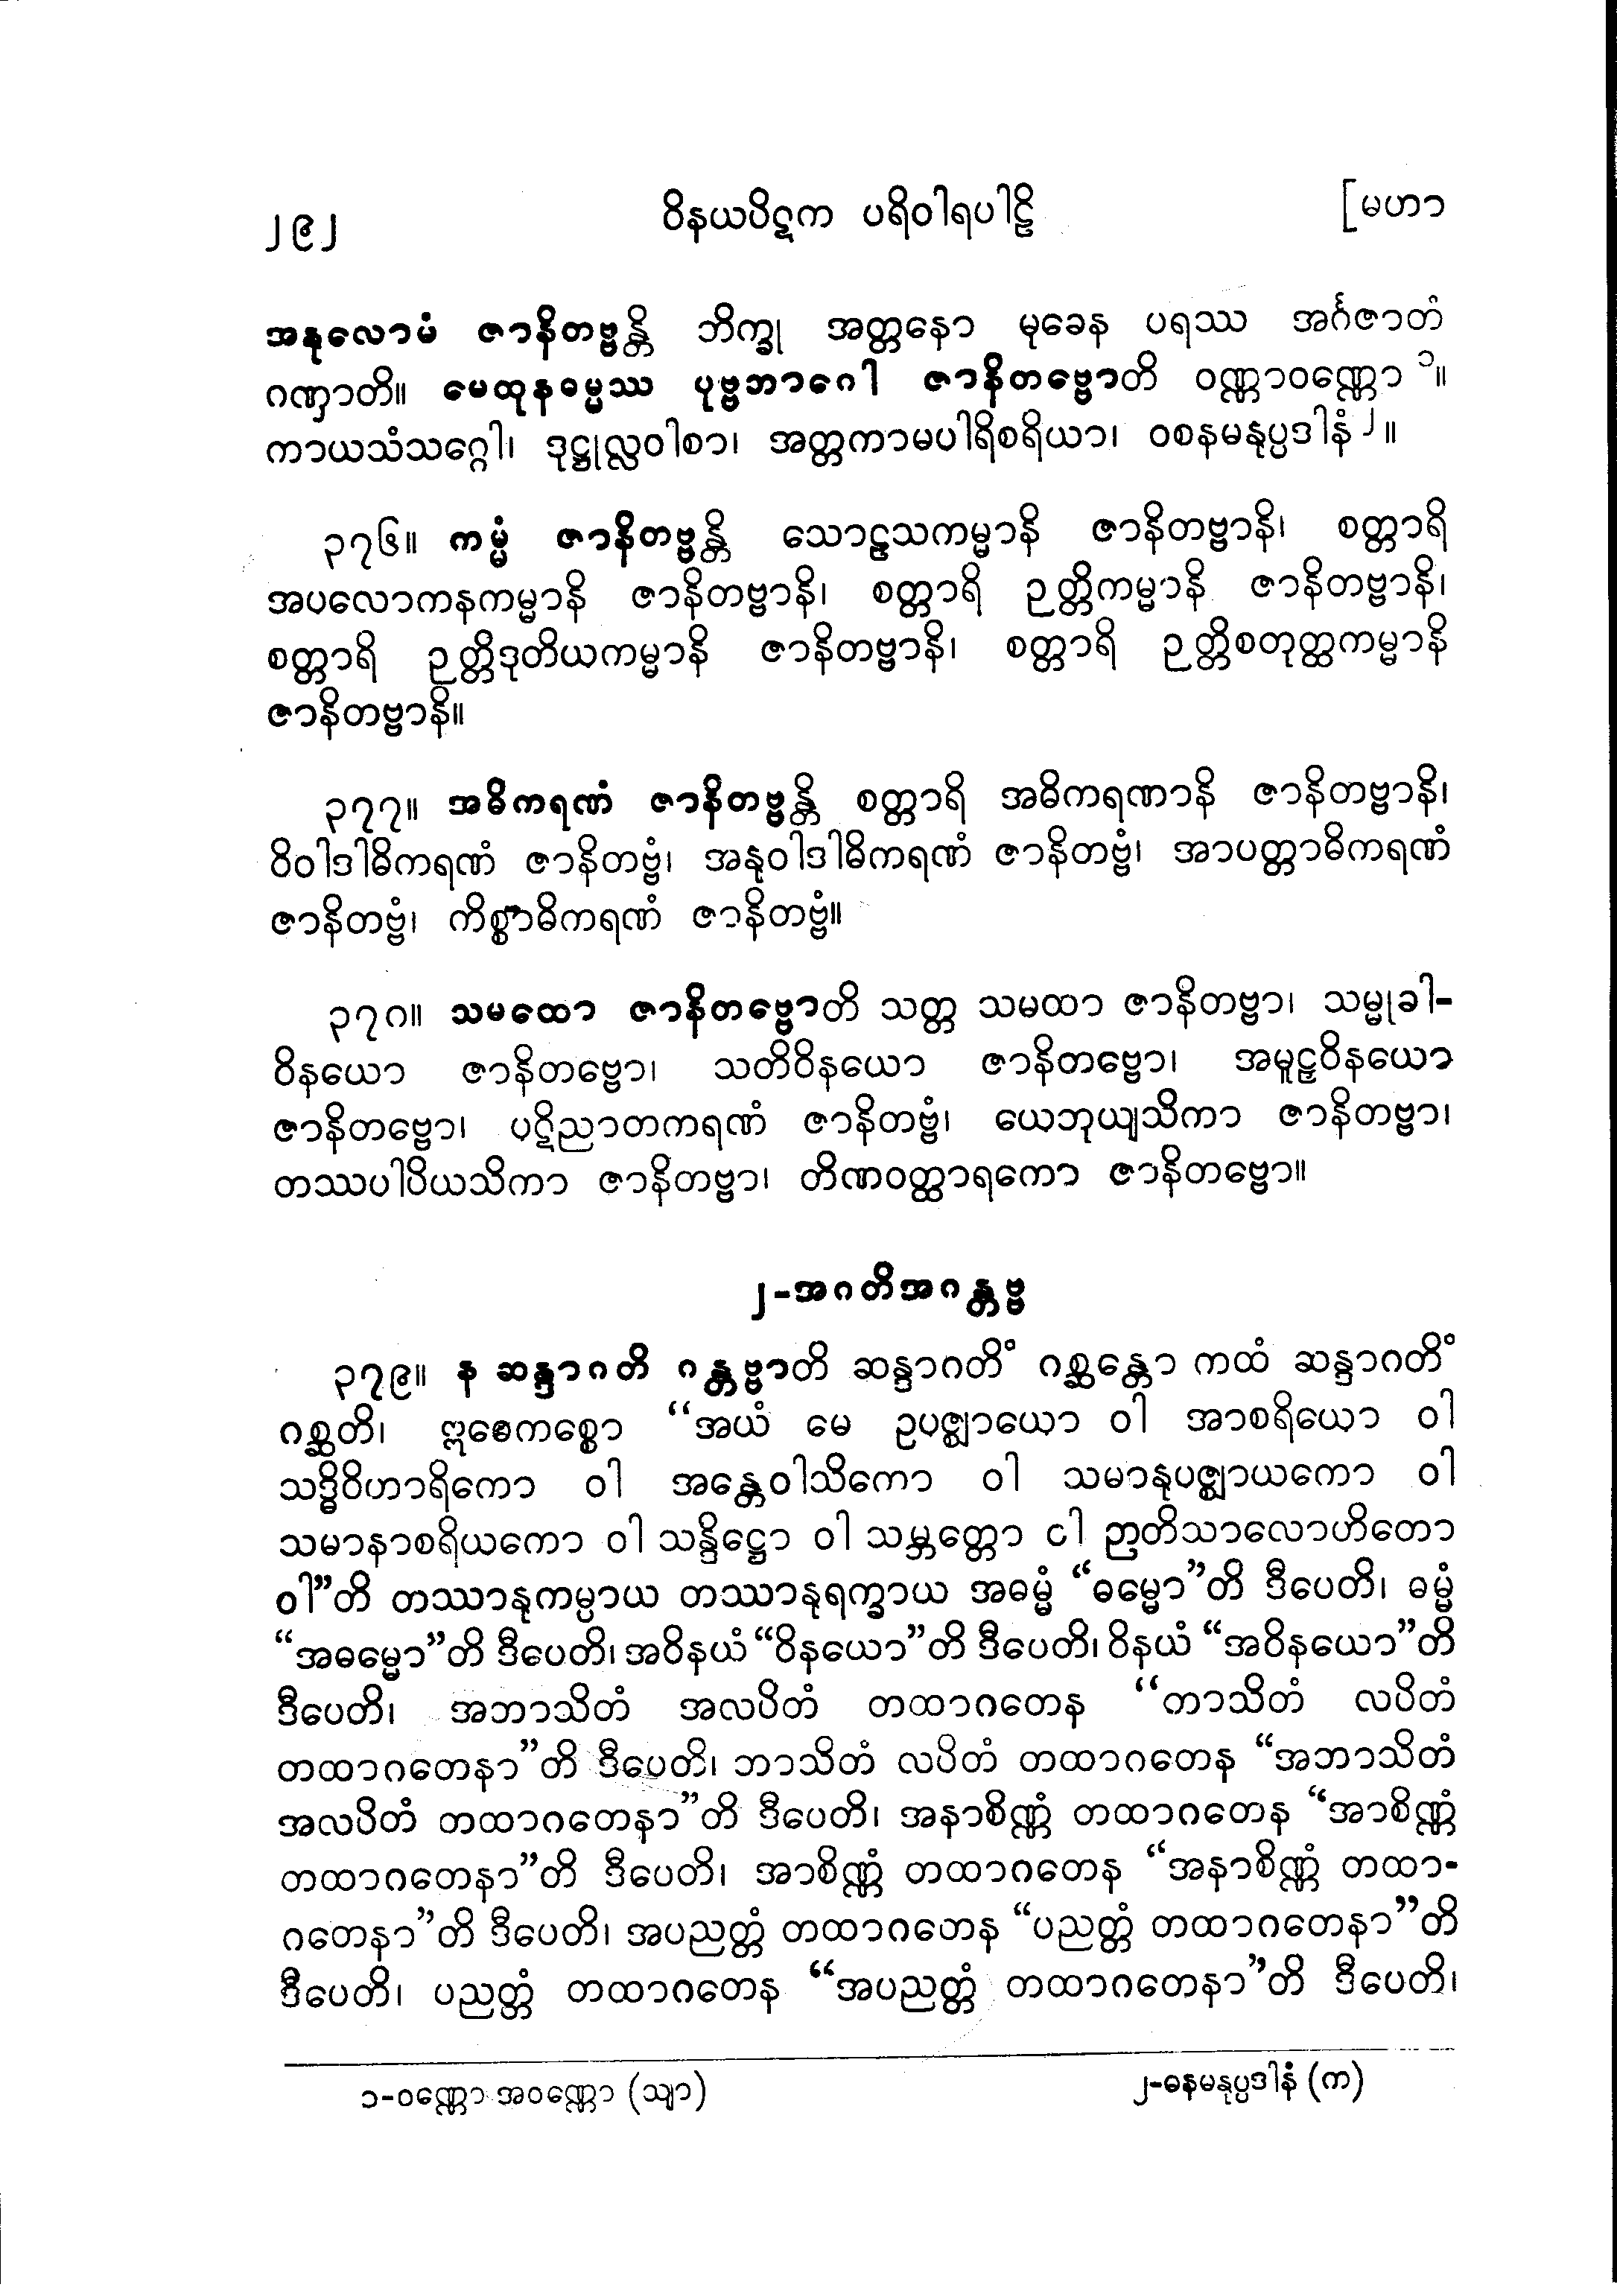 ၂၉၂ ဝိနယပိဋက ပရိဝါရပါဠိ [မဟာ
အနုလောမံ ဇာနိတဗ္ဗန္တိ ဘိက္ခု အတ္တနော မုခေန ပရဿ အင်္ဂဇာတံ
ဂဏှာတိ။ မေထုနဓမ္မဿ ပုဗ္ဗဘာဂေါ ဇာနိတဗ္ဗောတိ ဝဏ္ဏာဝဏ္ဏော ၁။
ကာယသံသဂ္ဂေါ၊ ဒုဋ္ဌုလ္လဝါစာ၊ အတ္တကာမပါရိစရိယာ၊ ဝစနမနုပ္ပဒါနံ ၂။
၃၇၆။ ကမ္မံ ဇာနိတဗ္ဗန္တိ သောဠသကမ္မာနိ ဇာနိတဗ္ဗာနိ၊ စတ္တာရိ
အပလောကနကမ္မာနိ ဇာနိတဗ္ဗာနိ၊ စတ္တာရိ ဉတ္တိကမ္မာနိ ဇာနိတဗ္ဗာနိ၊
စတ္တာရိ ဉတ္တိဒုတိယကမ္မာနိ ဇာနိတဗ္ဗာနိ၊ စတ္တာရိ ဉတ္တိစတုတ္ထကမ္မာနိ
ဇာနိတဗ္ဗာနိ။
၃၇၇။ အဓိကရဏံ ဇာနိတဗ္ဗန္တိ စတ္တာရိ အဓိကရဏာနိ ဇာနိတဗ္ဗာနိ၊
ဝိဝါဒါဓိကရဏံ ဇာနိတဗ္ဗံ၊ အနုဝါဒါဓိကရဏံ ဇာနိတဗ္ဗံ၊ အာပတ္တာဓိကရဏံ
ဇာနိတဗ္ဗံ၊ ကိစ္စာဓိကရဏံ ဇာနိတဗ္ဗံ။
၃၇၈။ သမထော ဇာနိတဗ္ဗောတိ သတ္တ သမထာ ဇာနိတဗ္ဗာ၊ သမ္မုခါ-
ဝိနယော ဇာနိတဗ္ဗော၊ သတိဝိနယော ဇာနိတဗ္ဗော၊ အမူဠှဝိနယော
ဇာနိတဗ္ဗော၊ ပဋိညာတကရဏံ ဇာနိတဗ္ဗံ၊ ယေဘုယျသိကာ ဇာနိတဗ္ဗာ၊
တဿပါပိယသိကာ ဇာနိတဗ္ဗာ၊ တိဏဝတ္ထာရကော ဇာနိတဗ္ဗော။
၂-အဂတိအဂန္တဗ္ဗ
၃၇၉။ န ဆန္ဒာဂတိ ဂန္တဗ္ဗာတိ ဆန္ဒာဂတိံ ဂစ္ဆန္တော ကထံ ဆန္ဒာဂတိံ
ဂစ္ဆတိ၊ ဣဓေကစ္စော “အယံ မေ ဥပဇ္ဈာယော ဝါ အာစရိယော ဝါ
သဒ္ဓိဝိဟာရိကော ဝါ အန္တေဝါသိကော ဝါ သမာနုပဇ္ဈာယကော ဝါ
သမာနာစရိယကော ဝါ သန္ဒိဋ္ဌော ဝါ သမ္ဘတ္တော ဝါ ဉာတိသာလောဟိတော
ဝါ”တိ တဿာနုကမ္ပာယ တဿာနုရက္ခာယ အဓမ္မံ “ဓမ္မော”တိ ဒီပေတိ၊ ဓမ္မံ
“အဓမ္မော”တိ ဒီပေတိ၊ အဝိနယံ “ဝိနယော”တိ ဒီပေတိ၊ ဝိနယံ “အဝိနယော”တိ
ဒီပေတိ၊ အဘာသိတံ အလပိတံ တထာဂတေန “ဘာသိတံ လပိတံ
တထာဂတေနာ”တိ ဒီပေတိ၊ ဘာသိတံ လပိတံ တထာဂတေန “အဘာသိတံ
အလပိတံ တထာဂတေနာ”တိ ဒီပေတိ၊ အနာစိဏ္ဏံ တထာဂတေန “အာစိဏ္ဏံ
တထာဂတေနာ”တိ ဒီပေတိ၊ အာစိဏ္ဏံ တထာဂတေန “အနာစိဏ္ဏံ တထာ-
ဂတေနာ”တိ ဒီပေတိ၊ အပညတ္တံ တထာဂတေန “ပညတ္တံ တထာဂတေနာ”တိ
ဒီပေတိ၊ ပညတ္တံ တထာဂတေန “အပညတ္တံ တထာဂတေနာ”တိ ဒီပေတိ၊
၁-ဝဏ္ဏော အဝဏ္ဏော (သျာ) ၂-ဓနမနုပ္ပဒါနံ (က)